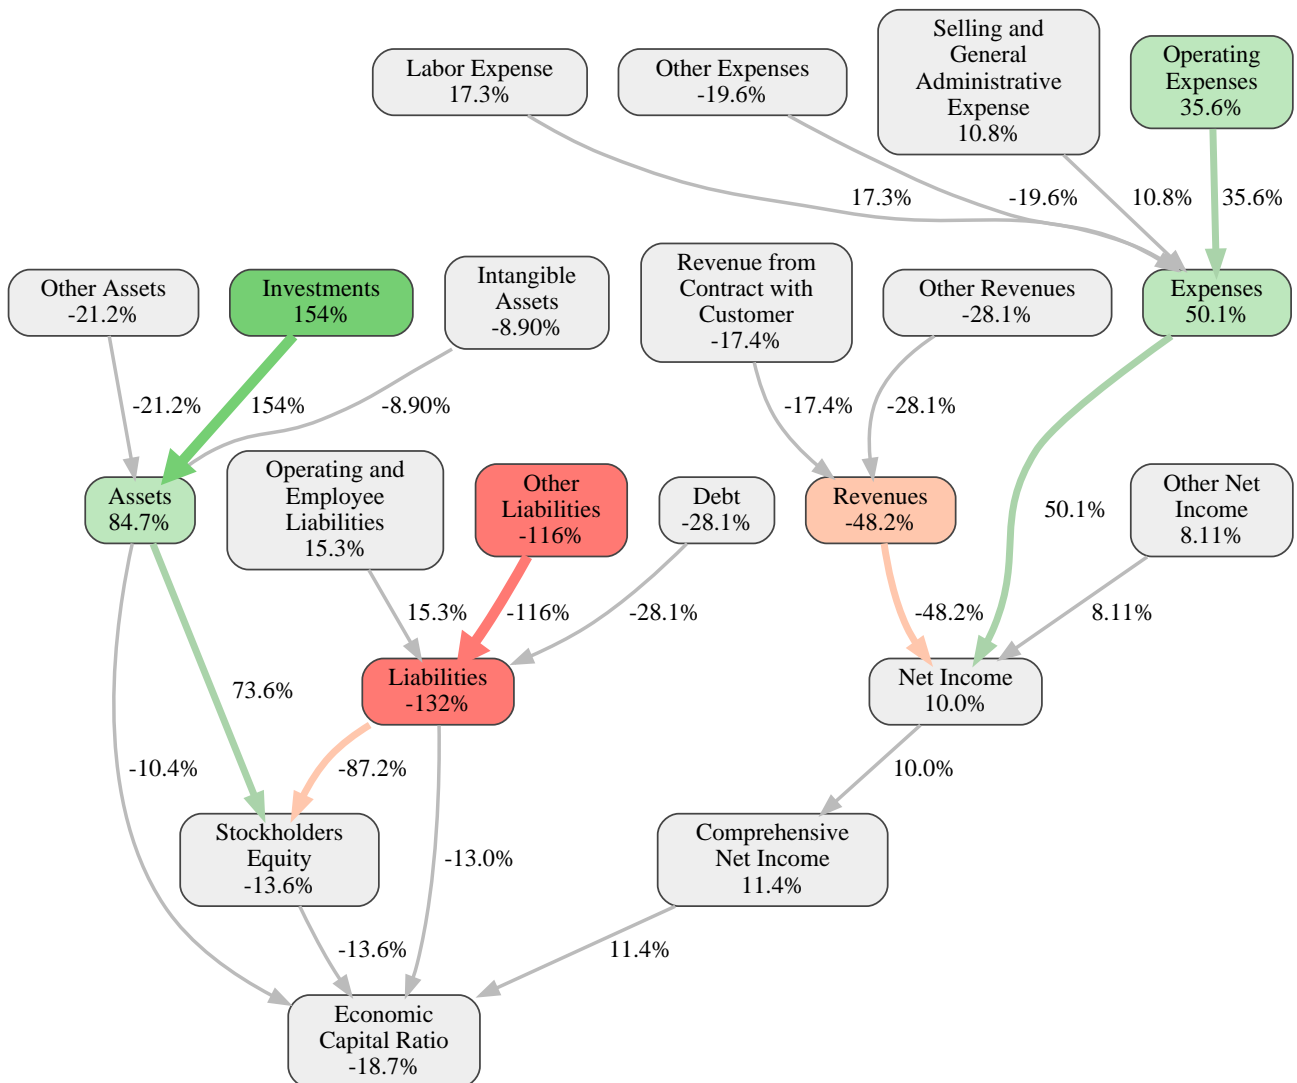 Labor Expense
17.3%
Other Expenses
-19.6%
Selling and
General
Administrative
Expense
10.8%
Operating
Expenses
35.6%
17.3%
-19.6%
10.8%
35.6%
Other Assets
-21.2%
Investments
154%
Intangible
Assets
-8.90%
Revenue from
Contract with
Customer
-17.4%
Other Revenues
-28.1%
Expenses
50.1%
-21.2%
154%
-8.90%
-17.4%
-28.1%
50.1%
Assets
84.7%
Operating and
Employee
Liabilities
15.3%
Other
Liabilities
-116%
Debt
-28.1%
Revenues
-48.2%
Other Net
Income
8.11%
15.3%
-116%
-28.1%
-48.2%
8.11%
73.6%
Liabilities
-132%
Net Income
10.0%
-10.4%
-87.2%
10.0%
Stockholders
Equity
-13.6%
-13.0%
Comprehensive
Net Income
11.4%
-13.6%
11.4%
Economic
Capital Ratio
-18.7%